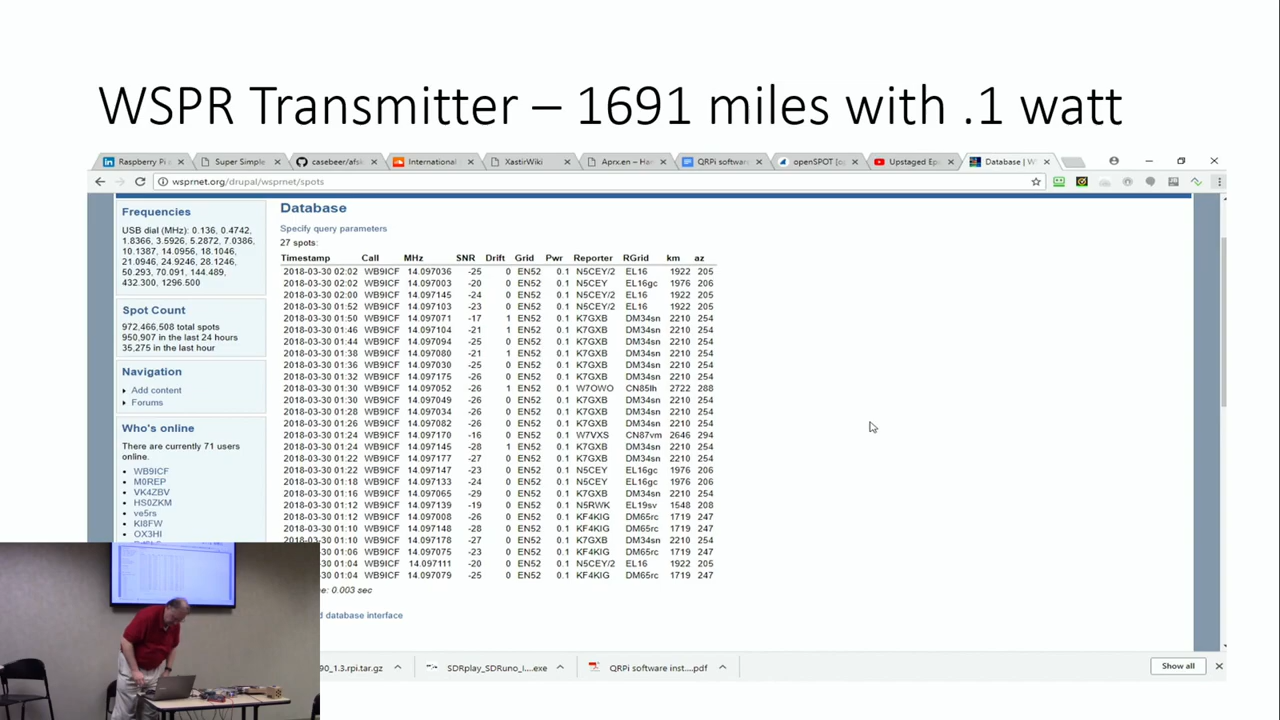 WSPR Transmitter – 1691 miles with .1 watt
Raspberry Pi a
Super Simple
casebeer/afsk
International
XastirWiki
Aprx.en – Ha
QRPi softwar
openSPOT [op
Upstaged Ep
Database | W
wsprnet.org/drupal/wsprnet/spots
Frequencies
USB dial (MHz): 0.136, 0.4742,
1.8366, 3.5926, 5.2872, 7.0386,
10.1387, 14.0956, 18.1046,
21.0946, 24.9246, 28.1246,
50.293, 70.091, 144.489,
432.300, 1296.500
Spot Count
972,466,508 total spots
950,907 in the last 24 hours
35,275 in the last hour
Navigation
Add content
Forums
Who's online
There are currently 71 users
online.
WB9ICF
M0REP
VK4ZBV
HS0ZKM
ve5rs
KI8FW
OX3HI
Database
Specify query parameters
27 spots:
Timestamp Call MHz SNR Drift Grid Pwr Reporter RGrid km az
2018-03-30 02:02 WB9ICF 14.097036 -25 0 EN52 0.1 N5CEY/2 EL16 1922 205
2018-03-30 02:02 WB9ICF 14.097003 -20 0 EN52 0.1 N5CEY EL16gc 1976 206
2018-03-30 02:00 WB9ICF 14.097145 -24 0 EN52 0.1 N5CEY/2 EL16 1922 205
2018-03-30 01:52 WB9ICF 14.097103 -23 0 EN52 0.1 N5CEY/2 EL16 1922 205
2018-03-30 01:50 WB9ICF 14.097071 -17 1 EN52 0.1 K7GXB DM34sn 2210 254
2018-03-30 01:46 WB9ICF 14.097104 -21 1 EN52 0.1 K7GXB DM34sn 2210 254
2018-03-30 01:44 WB9ICF 14.097094 -25 0 EN52 0.1 K7GXB DM34sn 2210 254
2018-03-30 01:38 WB9ICF 14.097080 -21 1 EN52 0.1 K7GXB DM34sn 2210 254
2018-03-30 01:36 WB9ICF 14.097030 -25 0 EN52 0.1 K7GXB DM34sn 2210 254
2018-03-30 01:32 WB9ICF 14.097175 -26 0 EN52 0.1 K7GXB DM34sn 2210 254
2018-03-30 01:30 WB9ICF 14.097052 -26 1 EN52 0.1 W7OWO CN85lh 2722 288
2018-03-30 01:30 WB9ICF 14.097049 -26 0 EN52 0.1 K7GXB DM34sn 2210 254
2018-03-30 01:28 WB9ICF 14.097034 -26 0 EN52 0.1 K7GXB DM34sn 2210 254
2018-03-30 01:26 WB9ICF 14.097082 -26 0 EN52 0.1 K7GXB DM34sn 2210 254
2018-03-30 01:24 WB9ICF 14.097170 -16 0 EN52 0.1 W7VXS CN87vm 2646 294
2018-03-30 01:24 WB9ICF 14.097145 -28 1 EN52 0.1 K7GXB DM34sn 2210 254
2018-03-30 01:22 WB9ICF 14.097177 -27 0 EN52 0.1 K7GXB DM34sn 2210 254
2018-03-30 01:22 WB9ICF 14.097147 -23 0 EN52 0.1 N5CEY EL16gc 1976 206
2018-03-30 01:18 WB9ICF 14.097133 -24 0 EN52 0.1 N5CEY EL16gc 1976 206
2018-03-30 01:16 WB9ICF 14.097065 -29 0 EN52 0.1 K7GXB DM34sn 2210 254
2018-03-30 01:12 WB9ICF 14.097139 -19 0 EN52 0.1 N5RWK EL19sv 1548 208
2018-03-30 01:12 WB9ICF 14.097008 -26 0 EN52 0.1 KF4KIG DM65rc 1719 247
2018-03-30 01:10 WB9ICF 14.097148 -28 0 EN52 0.1 KF4KIG DM65rc 1719 247
2018-03-30 01:10 WB9ICF 14.097178 -27 0 EN52 0.1 K7GXB DM34sn 2210 254
01:06 WB9ICF 14.097075 -23 0 EN52 0.1 KF4KIG DM65rc 1719 247
01:04 WB9ICF 14.097111 -20 0 EN52 0.1 N5CEY/2 EL16 1922 205
01:04 WB9ICF 14.097079 -25 0 EN52 0.1 KF4KIG DM65rc 1719 247
0.003 sec
database interface
90_1.3.rpi.tar.gz
SDRplay_SDRuno_I....exe
QRPi software inst....pdf
Show all